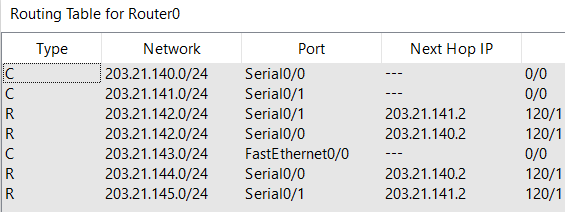 Routing Table for Router0
Type Network Port Next Hop IP
C 203.21.140.0/24 Serial0/0 --- 0/0
C 203.21.141.0/24 Serial0/1 --- 0/0
R 203.21.142.0/24 Serial0/1 203.21.141.2 120/1
R 203.21.142.0/24 Serial0/0 203.21.140.2 120/1
C 203.21.143.0/24 FastEthernet0/0 --- 0/0
R 203.21.144.0/24 Serial0/0 203.21.140.2 120/1
R 203.21.145.0/24 Serial0/1 203.21.141.2 120/1